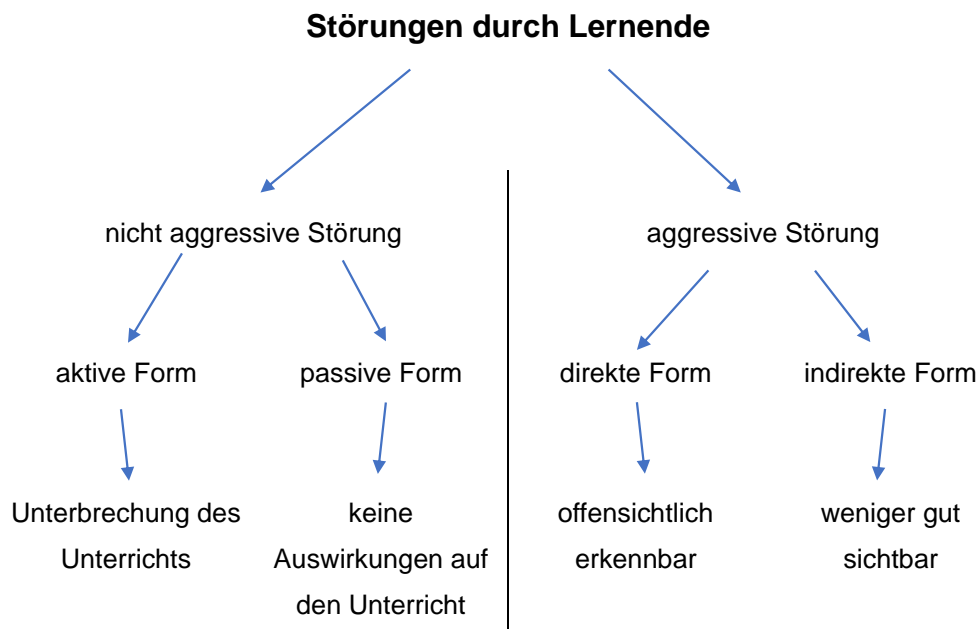 Störungen durch Lernende
nicht aggressive Störung
aggressive Störung
aktive Form
passive Form
direkte Form
indirekte Form
Unterbrechung des
Unterrichts
keine
Auswirkungen auf
den Unterricht
offensichtlich
erkennbar
weniger gut
sichtbar